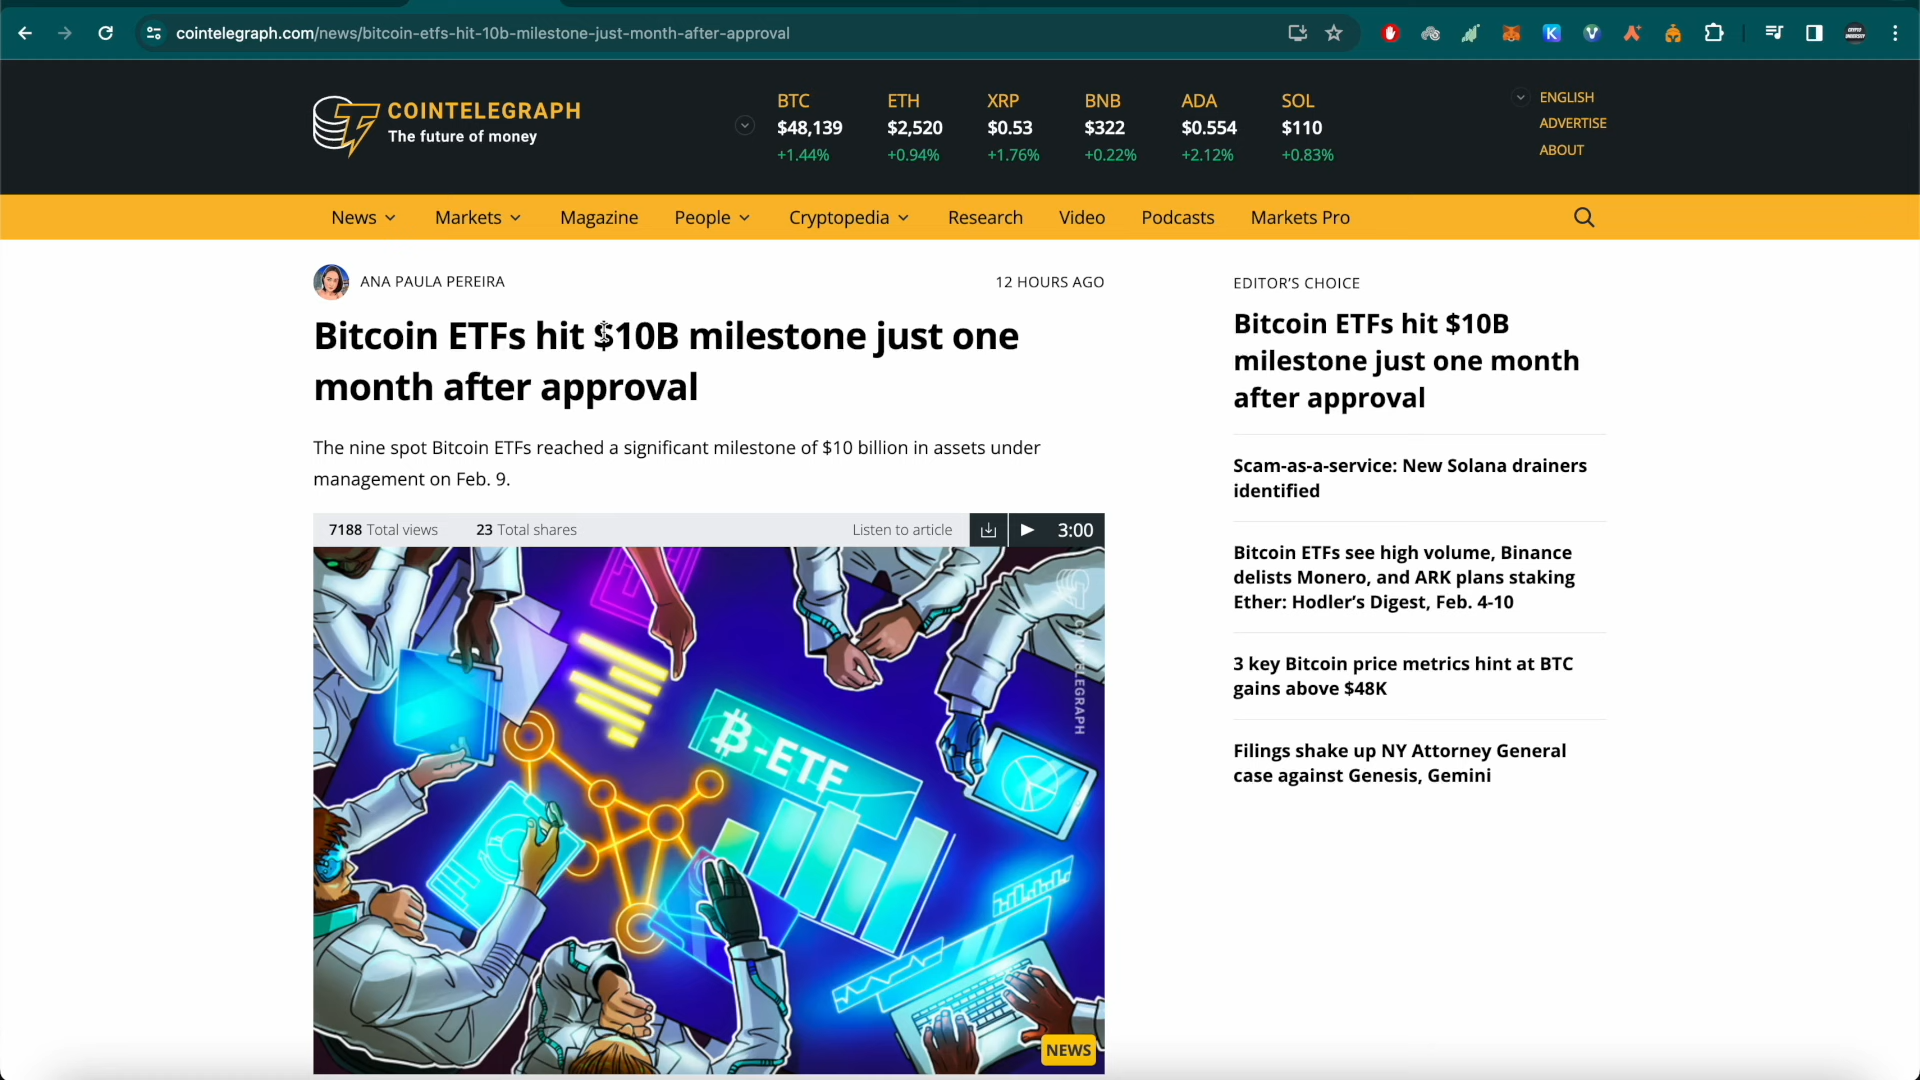 cointelegraph.com/news/bitcoin-etfs-hit-10b-milestone-just-month-after-approval
COINTELEGRAPH
The future of money
BTC
$48,139
+1.44%
ETH
$2,520
+0.94%
XRP
$0.53
+1.76%
BNB
$322
+0.22%
ADA
$0.554
+2.12%
SOL
$110
+0.83%
ENGLISH
ADVERTISE
ABOUT
News Markets Magazine People Cryptopedia Research Video Podcasts Markets Pro
ANA PAULA PEREIRA
12 HOURS AGO
Bitcoin ETFs hit $10B milestone just one
month after approval
The nine spot Bitcoin ETFs reached a significant milestone of $10 billion in assets under
management on Feb. 9.
7188 Total views 23 Total shares Listen to article 3:00
₿-ETF
COINTELEGRAPH
NEWS
EDITOR'S CHOICE
Bitcoin ETFs hit $10B
milestone just one month
after approval
Scam-as-a-service: New Solana drainers
identified
Bitcoin ETFs see high volume, Binance
delists Monero, and ARK plans staking
Ether: Hodler's Digest, Feb. 4-10
3 key Bitcoin price metrics hint at BTC
gains above $48K
Filings shake up NY Attorney General
case against Genesis, Gemini